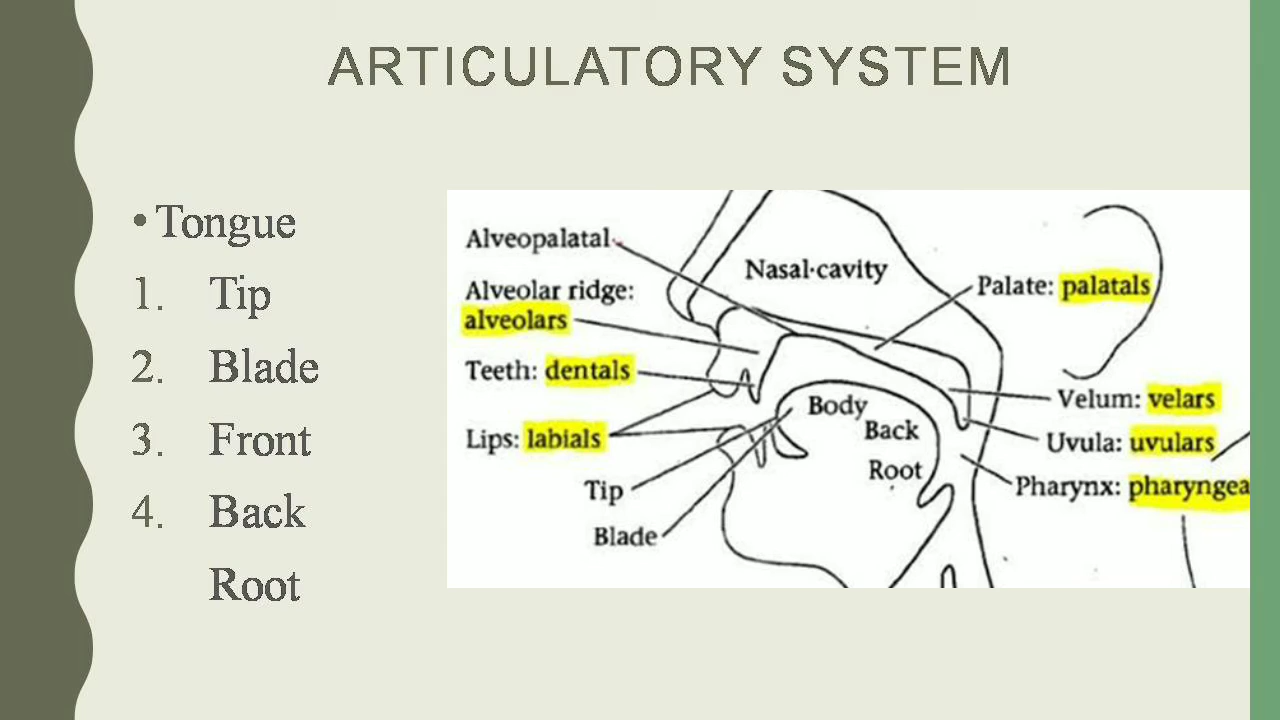 ARTICULATORY SYSTEM
• Tongue
1. Tip
2. Blade
3. Front
4. Back
Root
Alveopalatal
Nasal cavity
Alveolar ridge:
alveolars
Palate: palatals
Teeth: dentals
Velum: velars
Body
Back
Lips: labials
Uvula: uvulars
Root
Tip
Pharynx: pharyngea
Blade